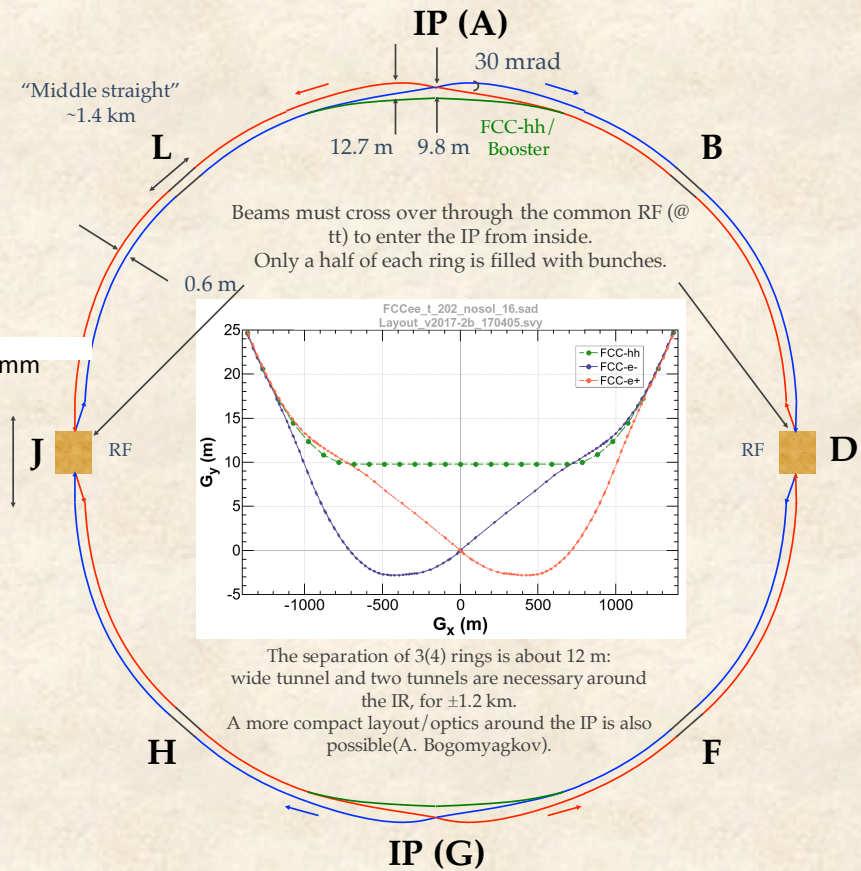 IP (A)
30 mrad
“Middle straight”
~1.4 km
12.7 m
9.8 m
FCC-hh/
Booster
L
B
Beams must cross over through the common RF (@
tt) to enter the IP from inside.
Only a half of each ring is filled with bunches.
0.6 m
FCCee_t_202_nosol_16.sad
Layout_v2017-2b_170405.svy
25
20
15
10
5
0
-5
Gy (m)
FCC-hh
FCC-e-
FCC-e+
-1000
-500
0
500
1000
Gx (m)
mm
J
RF
RF
D
The separation of 3(4) rings is about 12 m:
wide tunnel and two tunnels are necessary around
the IR, for ±1.2 km.
A more compact layout/optics around the IP is also
possible(A. Bogomyagkov).
H
F
IP (G)